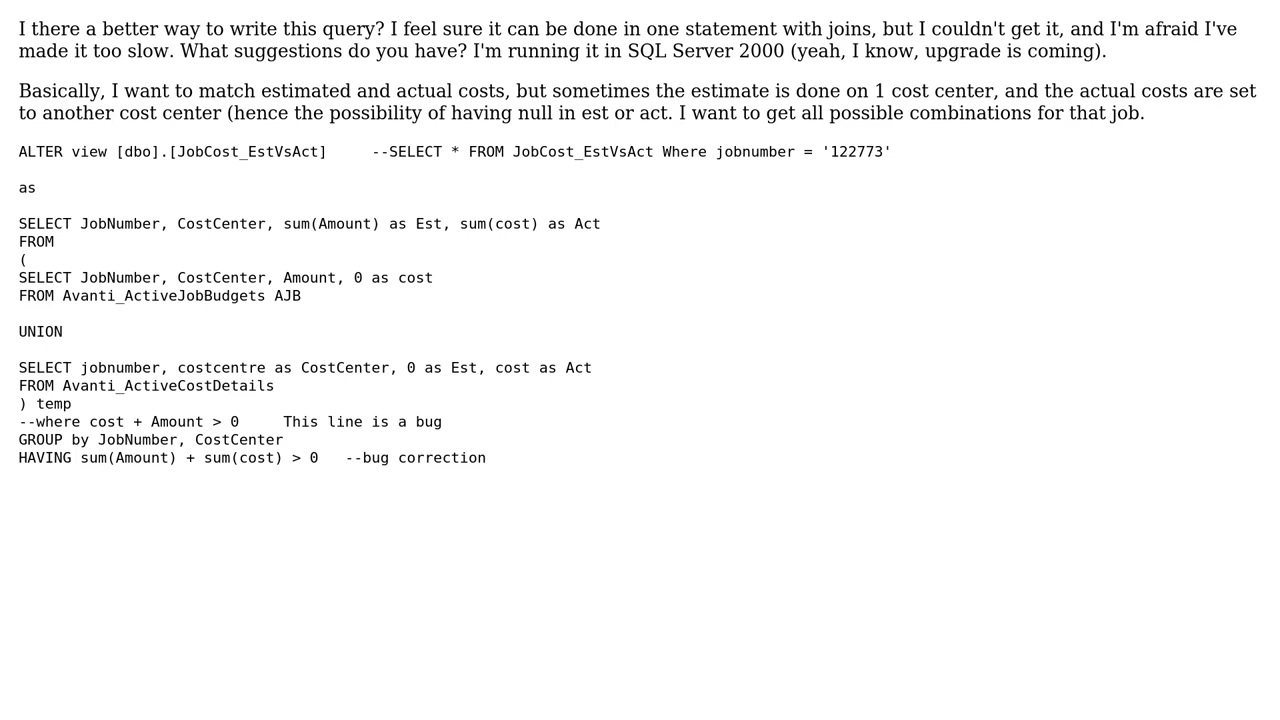 I there a better way to write this query? I feel sure it can be done in one statement with joins, but I couldn't get it, and I'm afraid I've
made it too slow. What suggestions do you have? I'm running it in SQL Server 2000 (yeah, I know, upgrade is coming).
Basically, I want to match estimated and actual costs, but sometimes the estimate is done on 1 cost center, and the actual costs are set
to another cost center (hence the possibility of having null in est or act. I want to get all possible combinations for that job.
ALTER view [dbo].[JobCost_EstVsAct]     --SELECT * FROM JobCost_EstVsAct Where jobnumber = '122773'
as
SELECT JobNumber, CostCenter, sum(Amount) as Est, sum(cost) as Act
FROM
(
SELECT JobNumber, CostCenter, Amount, 0 as cost
FROM Avanti_ActiveJobBudgets AJB
UNION
SELECT jobnumber, costcentre as CostCenter, 0 as Est, cost as Act
FROM Avanti_ActiveCostDetails
) temp
--where cost + Amount > 0     This line is a bug
GROUP by JobNumber, CostCenter
HAVING sum(Amount) + sum(cost) > 0   --bug correction